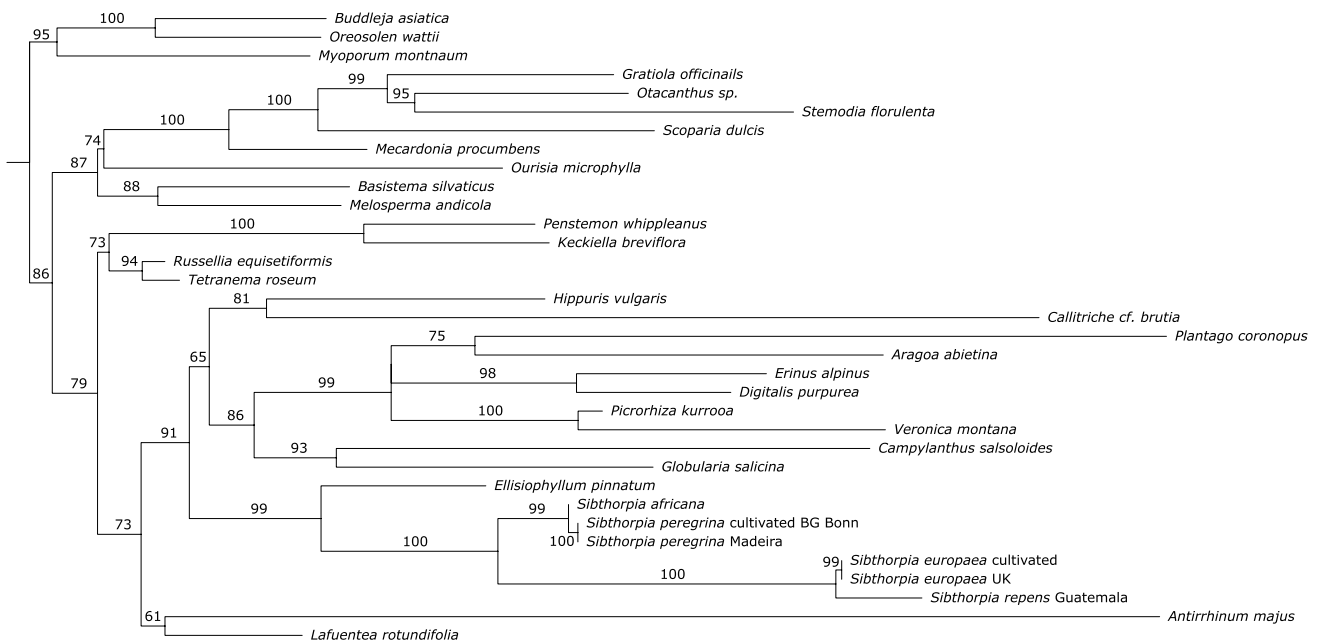 100 Buddleja asiatica
95 Oreosolen wattii
Myoporum montnaum
Gratiola officinails
99
Otacanthus sp.
95
100
Stemodia florulenta
100
Scoparia dulcis
74
Mecardonia procumbens
87
Ourisia microphylla
88 Basistema silvaticus
Melosperma andicola
100 Penstemon whippleanus
73
Keckiella breviflora
94 Russellia equisetiformis
86
Tetranema roseum
81 Hippuris vulgaris
Callitriche cf. brutia
75 Plantago coronopus
65
Aragoa abietina
98 Erinus alpinus
79 99
Digitalis purpurea
86 100 Picrorhiza kurrooa
91
Veronica montana
93 Campylanthus salsoloides
Globularia salicina
Ellisiophyllum pinnatum
99 99 Sibthorpia africana
73 Sibthorpia peregrina cultivated BG Bonn
100 100 Sibthorpia peregrina Madeira
99 Sibthorpia europaea cultivated
100 Sibthorpia europaea UK
Sibthorpia repens Guatemala
61 Antirrhinum majus
Lafuentea rotundifolia